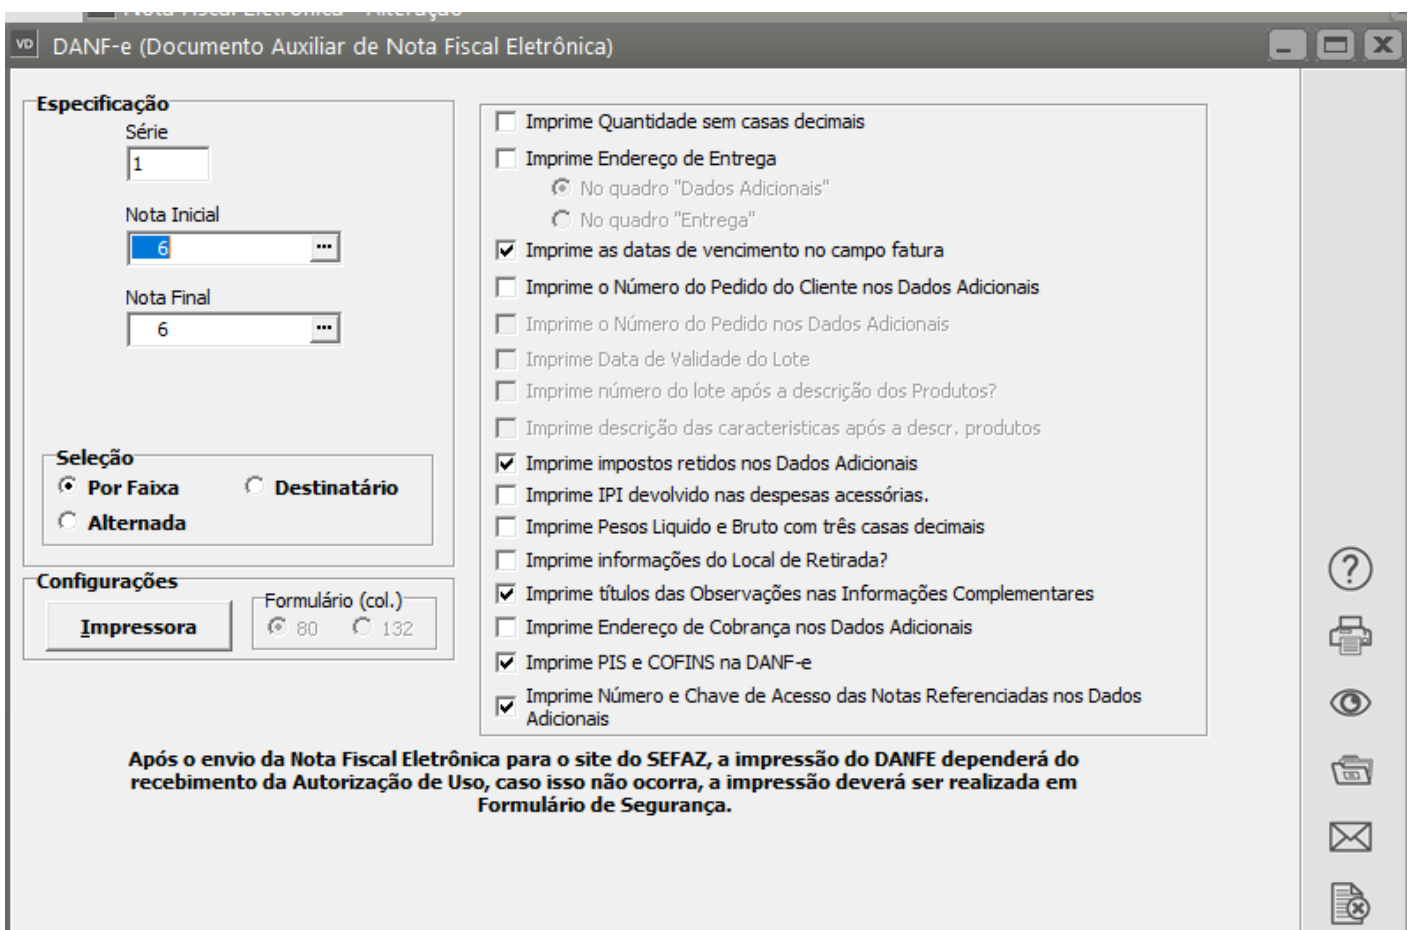 Nota Fiscal Eletrônica - Alteração
VD DANF-e (Documento Auxiliar de Nota Fiscal Eletrônica)
Especificação
Série
1
Nota Inicial
6
...
Nota Final
6
...
Seleção
Por Faixa
Destinatário
Alternada
Configurações
Impressora
Formulário (col.)
80
132
Imprime Quantidade sem casas decimais
Imprime Endereço de Entrega
No quadro "Dados Adicionais"
No quadro "Entrega"
Imprime as datas de vencimento no campo fatura
Imprime o Número do Pedido do Cliente nos Dados Adicionais
Imprime o Número do Pedido nos Dados Adicionais
Imprime Data de Validade do Lote
Imprime número do lote após a descrição dos Produtos?
Imprime descrição das caracteristicas após a descr. produtos
Imprime impostos retidos nos Dados Adicionais
Imprime IPI devolvido nas despesas acessórias.
Imprime Pesos Liquido e Bruto com três casas decimais
Imprime informações do Local de Retirada?
Imprime títulos das Observações nas Informações Complementares
Imprime Endereço de Cobrança nos Dados Adicionais
Imprime PIS e COFINS na DANF-e
Imprime Número e Chave de Acesso das Notas Referenciadas nos Dados
Adicionais
Após o envio da Nota Fiscal Eletrônica para o site do SEFAZ, a impressão do DANFE dependerá do
recebimento da Autorização de Uso, caso isso não ocorra, a impressão deverá ser realizada em
Formulário de Segurança.